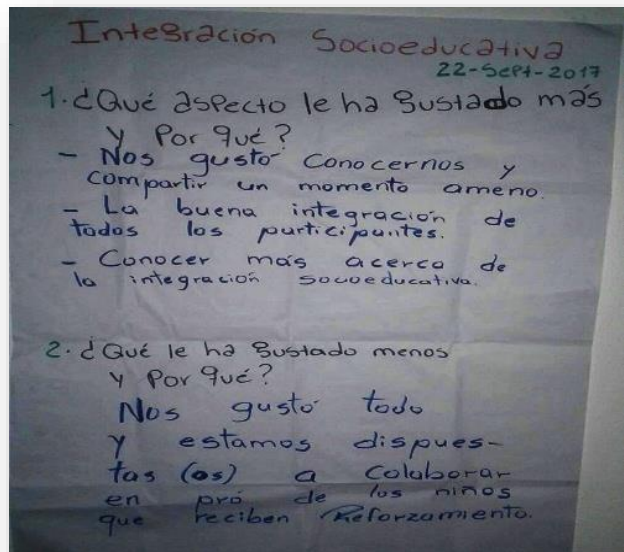 Integración Socioeducativa
22-Sept-2017
1. ¿Qué aspecto le ha gustado más
y Por qué?
- Nos gustó conocernos y
compartir un momento ameno.
- La buena integración de
todos los participantes.
- Conocer más acerca de
la integración socioeducativa.
2. ¿Qué le ha gustado menos
y Por qué?
Nos gustó todo
y estamos dispues-
tas (os) a colaborar
en pró de los niños
que reciben Reforzamiento.